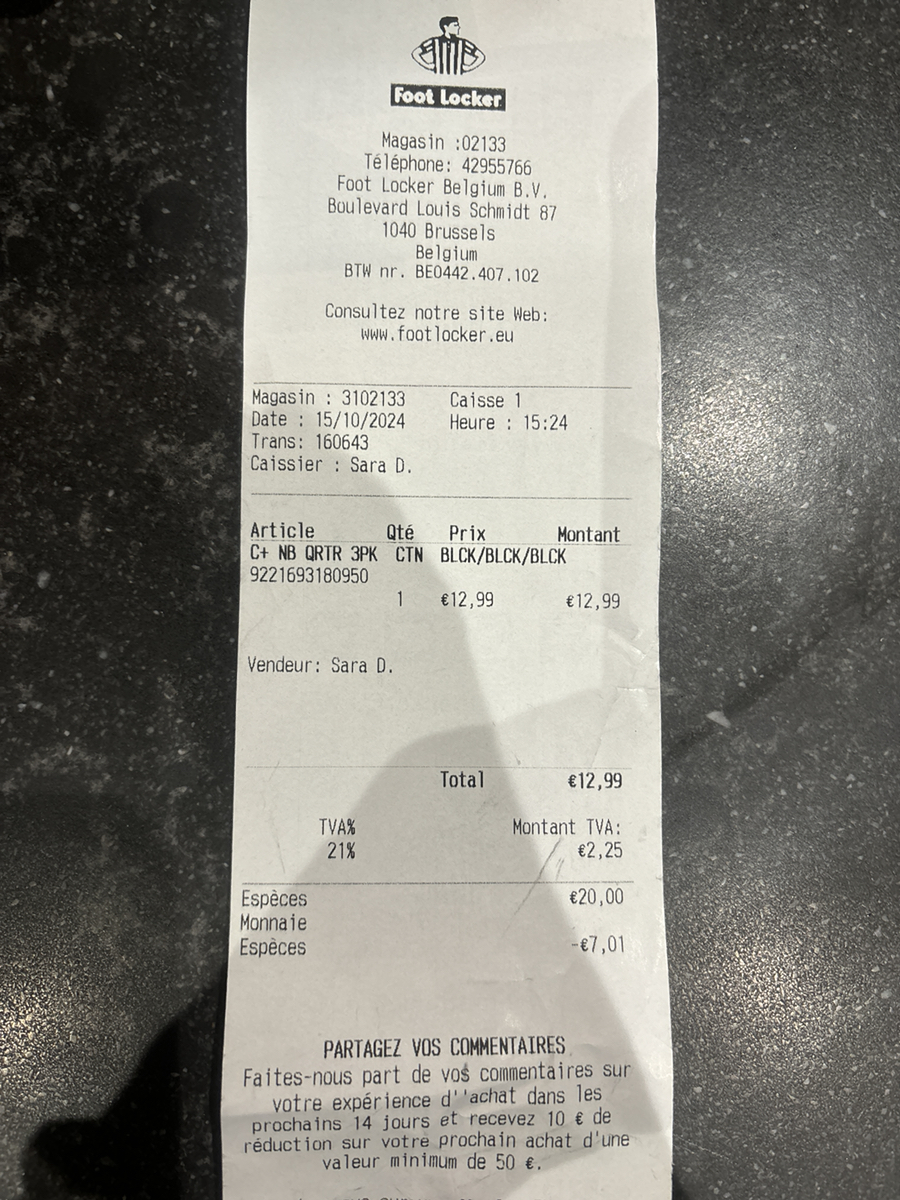 Foot Locker
Magasin :02133
Téléphone: 42955766
Foot Locker Belgium B.V.
Boulevard Louis Schmidt 87
1040 Brussels
Belgium
BTW nr. BE0442.407.102
Consultez notre site Web:
www.footlocker.eu
Magasin : 3102133 Caisse 1
Date : 15/10/2024 Heure : 15:24
Trans: 160643
Caissier : Sara D.
Article Qté Prix Montant
C+ NB QRTR 3PK CTN BLCK/BLCK/BLCK
9221693180950
1 €12,99 €12,99
Vendeur: Sara D.
Total €12,99
TVA% Montant TVA:
21% €2,25
Espèces €20,00
Monnaie
Espèces -€7,01
PARTAGEZ VOS COMMENTAIRES
Faites-nous part de vos commentaires sur
votre expérience d''achat dans les
prochains 14 jours et recevez 10 € de
réduction sur votre prochain achat d'une
valeur minimum de 50 €.